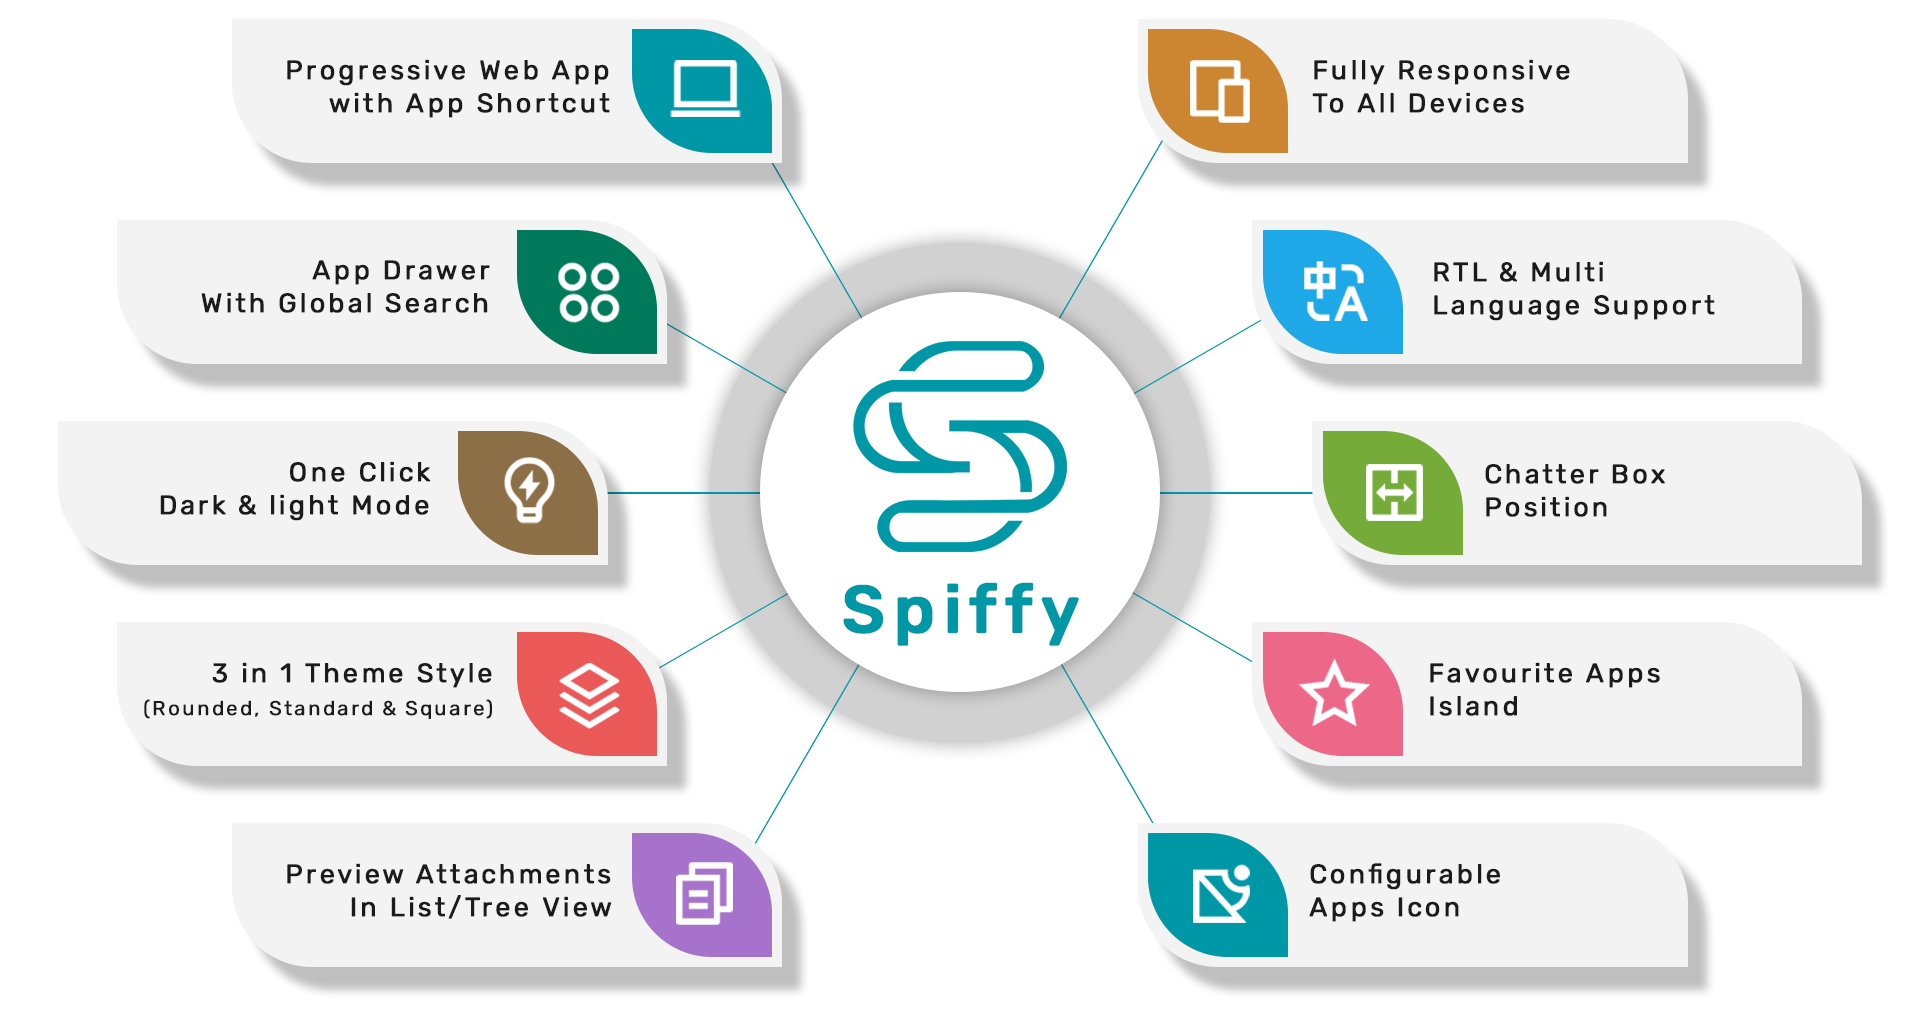 Progressive Web App
with App Shortcut
Fully Responsive
To All Devices
App Drawer
With Global Search
RTL & Multi
Language Support
One Click
Dark & light Mode
Chatter Box
Position
Spiffy
3 in 1 Theme Style
(Rounded, Standard & Square)
Favourite Apps
Island
Preview Attachments
In List/Tree View
Configurable
Apps Icon